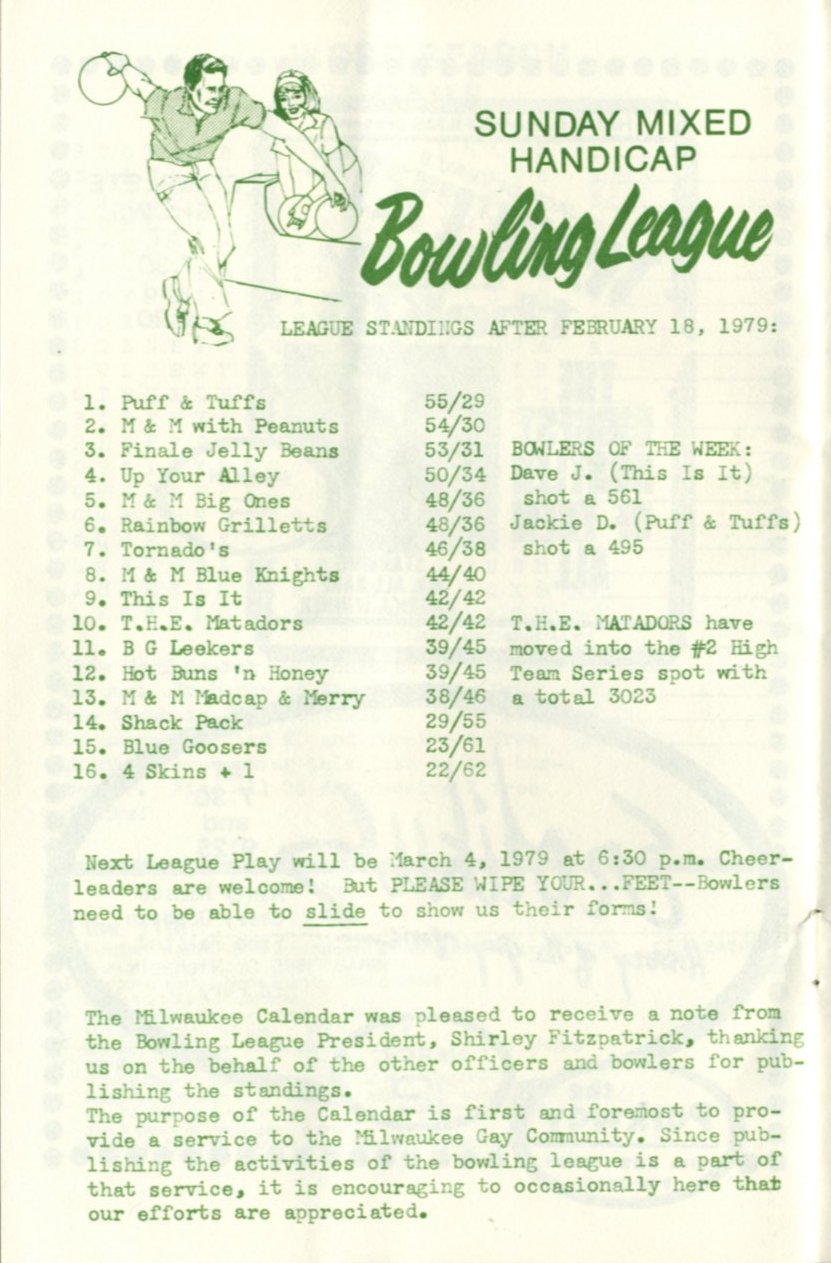 SUNDAY MIXED
HANDICAP
Bowling League
LEAGUE STANDINGS AFTER FEBRUARY 18, 1979:
1. Puff & Tuffs 55/29
2. M & M with Peanuts 54/30
3. Finale Jelly Beans 53/31
4. Up Your Alley 50/34
5. M & M Big Ones 48/36
6. Rainbow Grilletts 48/36
7. Tornado's 46/38
8. M & M Blue Knights 44/40
9. This Is It 42/42
10. T.H.E. Matadors 42/42
11. B G Leekers 39/45
12. Hot Buns 'n Honey 39/45
13. M & M Madcap & Merry 38/46
14. Shack Pack 29/55
15. Blue Goosers 23/61
16. 4 Skins + 1 22/62
BOWLERS OF THE WEEK:
Dave J. (This Is It)
shot a 561
Jackie D. (Puff & Tuffs)
shot a 495
T.H.E. MATADORS have
moved into the #2 High
Team Series spot with
a total 3023
Next League Play will be March 4, 1979 at 6:30 p.m. Cheer-
leaders are welcome! But PLEASE WIPE YOUR...FEET--Bowlers
need to be able to slide to show us their forms!
The Milwaukee Calendar was pleased to receive a note from
the Bowling League President, Shirley Fitzpatrick, thanking
us on the behalf of the other officers and bowlers for pub-
lishing the standings.
The purpose of the Calendar is first and foremost to pro-
vide a service to the Milwaukee Gay Community. Since pub-
lishing the activities of the bowling league is a part of
that service, it is encouraging to occasionally here that
our efforts are appreciated.